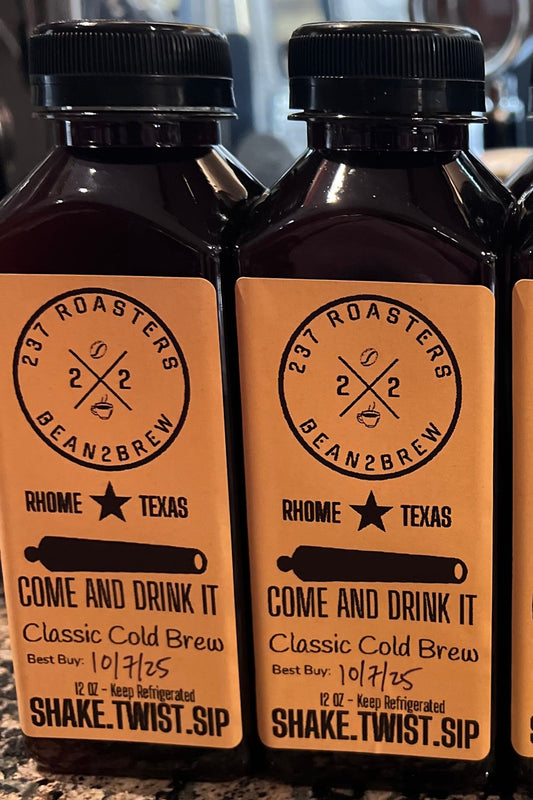 237 ROASTERS
2 2
BEAN2BREW
RHOME TEXAS
COME AND DRINK IT
Classic Cold Brew
Best Buy: 10/7/25
12 OZ - Keep Refrigerated
SHAKE.TWIST.SIP
237 ROASTERS
2 2
BEAN2BREW
RHOME TEXAS
COME AND DRINK IT
Classic Cold Brew
Best Buy: 10/7/25
12 OZ - Keep Refrigerated
SHAKE.TWIST.SIP